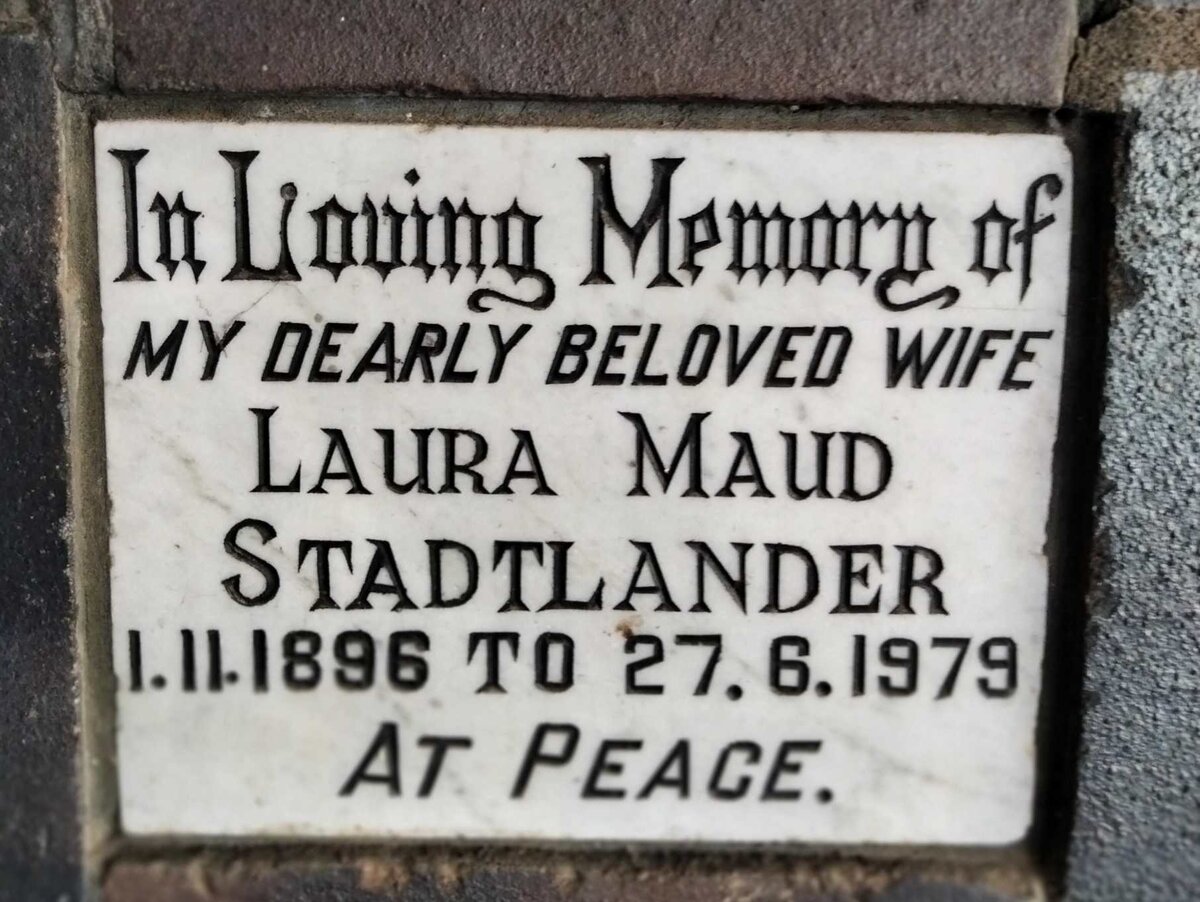 In Loving Memory of
MY DEARLY BELOVED WIFE
LAURA MAUD
STADTLANDER
1.11.1896 TO 27.6.1979
AT PEACE.